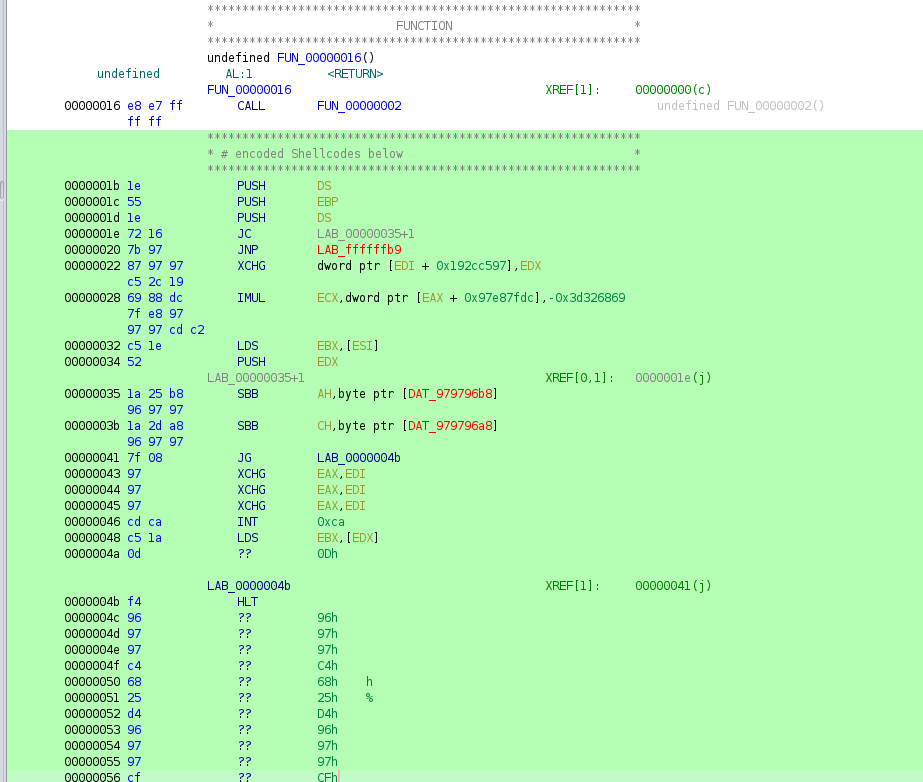 **************************************************************
*                          FUNCTION                          *
**************************************************************
undefined FUN_00000016()
undefined AL:1 <RETURN>
FUN_00000016 XREF[1]: 00000000(c)
00000016 e8 e7 ff CALL FUN_00000002 undefined FUN_00000002()
ff ff
**************************************************************
* # encoded Shellcodes below                                 *
**************************************************************
0000001b 1e PUSH DS
0000001c 55 PUSH EBP
0000001d 1e PUSH DS
0000001e 72 16 JC LAB_00000035+1
00000020 7b 97 JNP LAB_ffffffb9
00000022 87 97 97 XCHG dword ptr [EDI + 0x192cc597],EDX
c5 2c 19
00000028 69 88 dc IMUL ECX,dword ptr [EAX + 0x97e87fdc],-0x3d326869
7f e8 97
97 97 cd c2
00000032 c5 1e LDS EBX,[ESI]
00000034 52 PUSH EDX
LAB_00000035+1 XREF[0,1]: 0000001e(j)
00000035 1a 25 b8 SBB AH,byte ptr [DAT_979796b8]
96 97 97
0000003b 1a 2d a8 SBB CH,byte ptr [DAT_979796a8]
96 97 97
00000041 7f 08 JG LAB_0000004b
00000043 97 XCHG EAX,EDI
00000044 97 XCHG EAX,EDI
00000045 97 XCHG EAX,EDI
00000046 cd ca INT 0xca
00000048 c5 1a LDS EBX,[EDX]
0000004a 0d ?? 0Dh
LAB_0000004b XREF[1]: 00000041(j)
0000004b f4 HLT
0000004c 96 ?? 96h
0000004d 97 ?? 97h
0000004e 97 ?? 97h
0000004f c4 ?? C4h
00000050 68 ?? 68h h
00000051 25 ?? 25h %
00000052 d4 ?? D4h
00000053 96 ?? 96h
00000054 97 ?? 97h
00000055 97 ?? 97h
00000056 cf ?? CFh